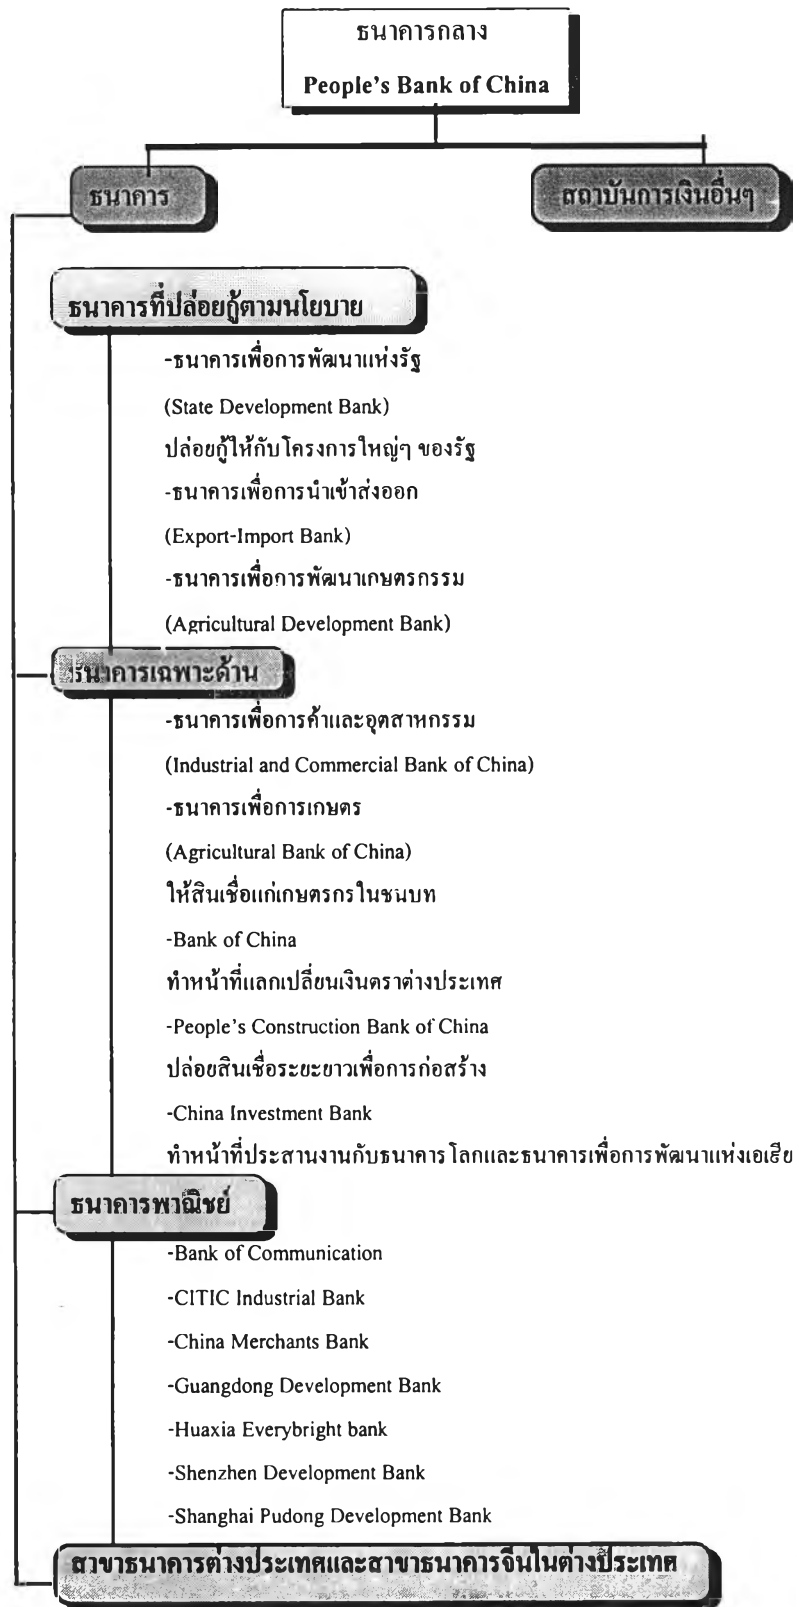 ธนาคารกลาง
People's Bank of China
ธนาคาร
สถาบันการเงินอื่นๆ
ธนาคารที่ปล่อยกู้ตามนโยบาย
-ธนาคารเพื่อการพัฒนาแห่งรัฐ
(State Development Bank)
ปล่อยกู้ให้กับโครงการใหญ่ๆ ของรัฐ
-ธนาคารเพื่อการนำเข้าส่งออก
(Export-Import Bank)
-ธนาคารเพื่อการพัฒนาเกษตรกรรม
(Agricultural Development Bank)
ธนาคารเฉพาะด้าน
-ธนาคารเพื่อการค้าและอุตสาหกรรม
(Industrial and Commercial Bank of China)
-ธนาคารเพื่อการเกษตร
(Agricultural Bank of China)
ให้สินเชื่อแก่เกษตรกรในชนบท
-Bank of China
ทำหน้าที่แลกเปลี่ยนเงินตราต่างประเทศ
-People's Construction Bank of China
ปล่อยสินเชื่อระยะยาวเพื่อการก่อสร้าง
-China Investment Bank
ทำหน้าที่ประสานงานกับธนาคารโลกและธนาคารเพื่อการพัฒนาแห่งเอเชีย
ธนาคารพาณิชย์
-Bank of Communication
-CITIC Industrial Bank
-China Merchants Bank
-Guangdong Development Bank
-Huaxia Everybright bank
-Shenzhen Development Bank
-Shanghai Pudong Development Bank
สาขาธนาคารต่างประเทศและสาขาธนาคารจีนในต่างประเทศ